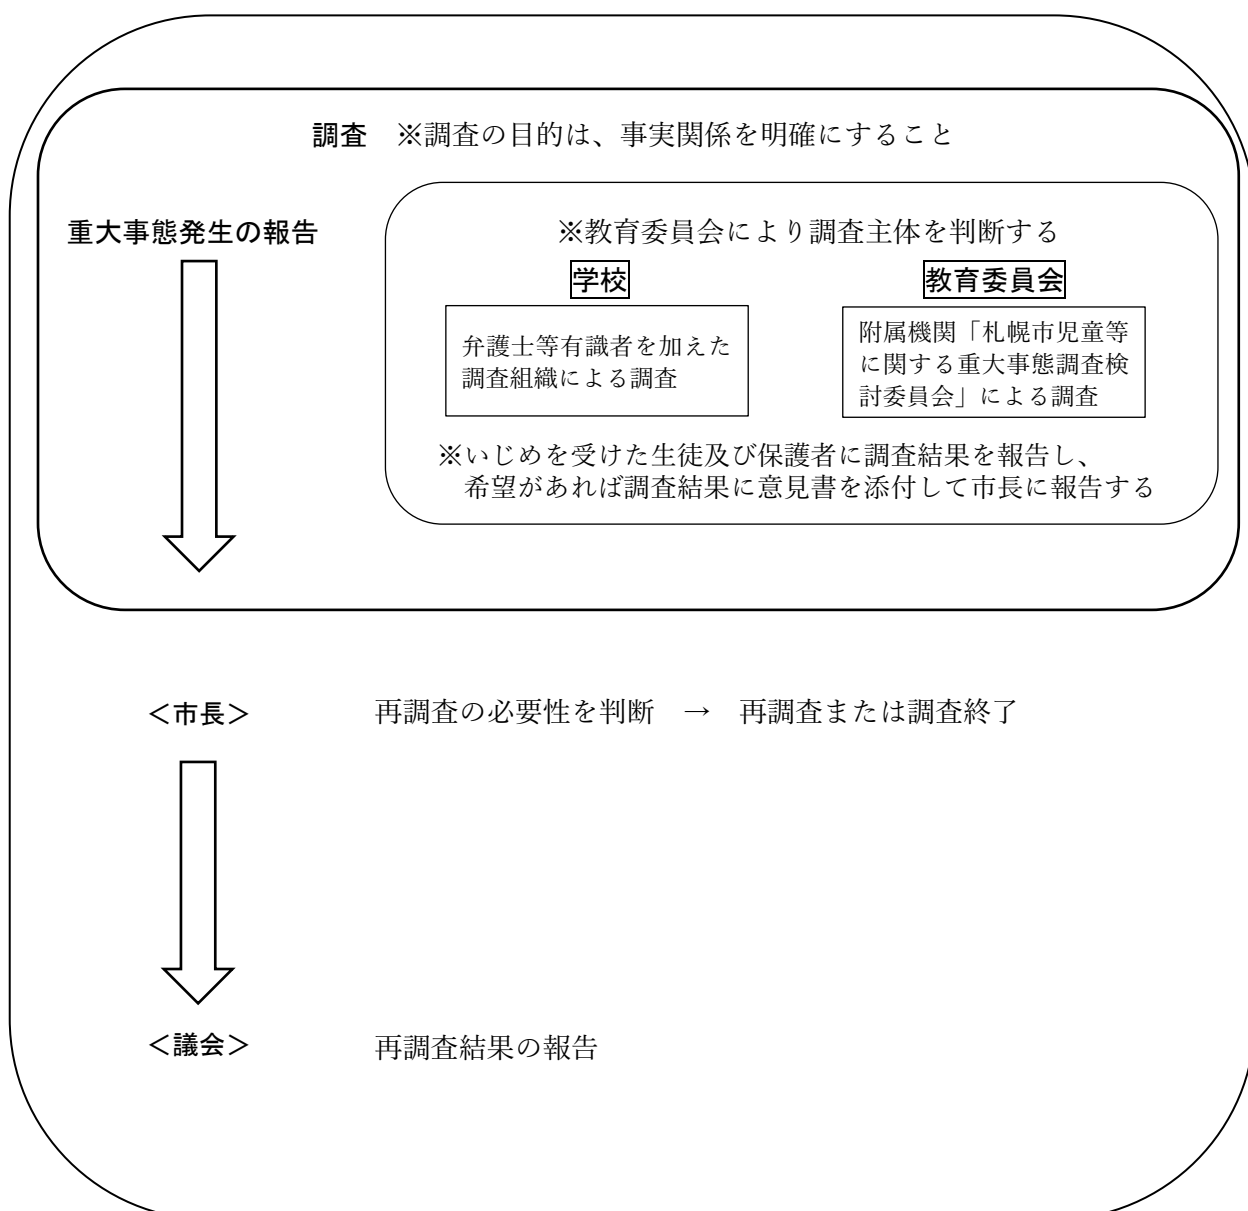 調査　※調査の目的は、事実関係を明確にすること
重大事態発生の報告
※教育委員会により調査主体を判断する
学校
弁護士等有識者を加えた
調査組織による調査
教育委員会
附属機関「札幌市児童等
に関する重大事態調査検
討委員会」による調査
※いじめを受けた生徒及び保護者に調査結果を報告し、
希望があれば調査結果に意見書を添付して市長に報告する
＜市長＞　再調査の必要性を判断　→　再調査または調査終了
＜議会＞　再調査結果の報告